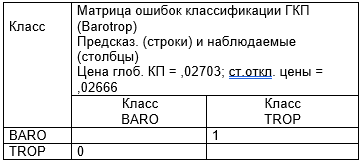 Класс
Матрица ошибок классификации ГКП
(Barotrop)
Предсказ. (строки) и наблюдаемые
(столбцы)
Цена глоб. КП = ,02703; ст.откл. цены =
,02666
Класс
BARO
Класс
TROP
BARO 1
TROP 0